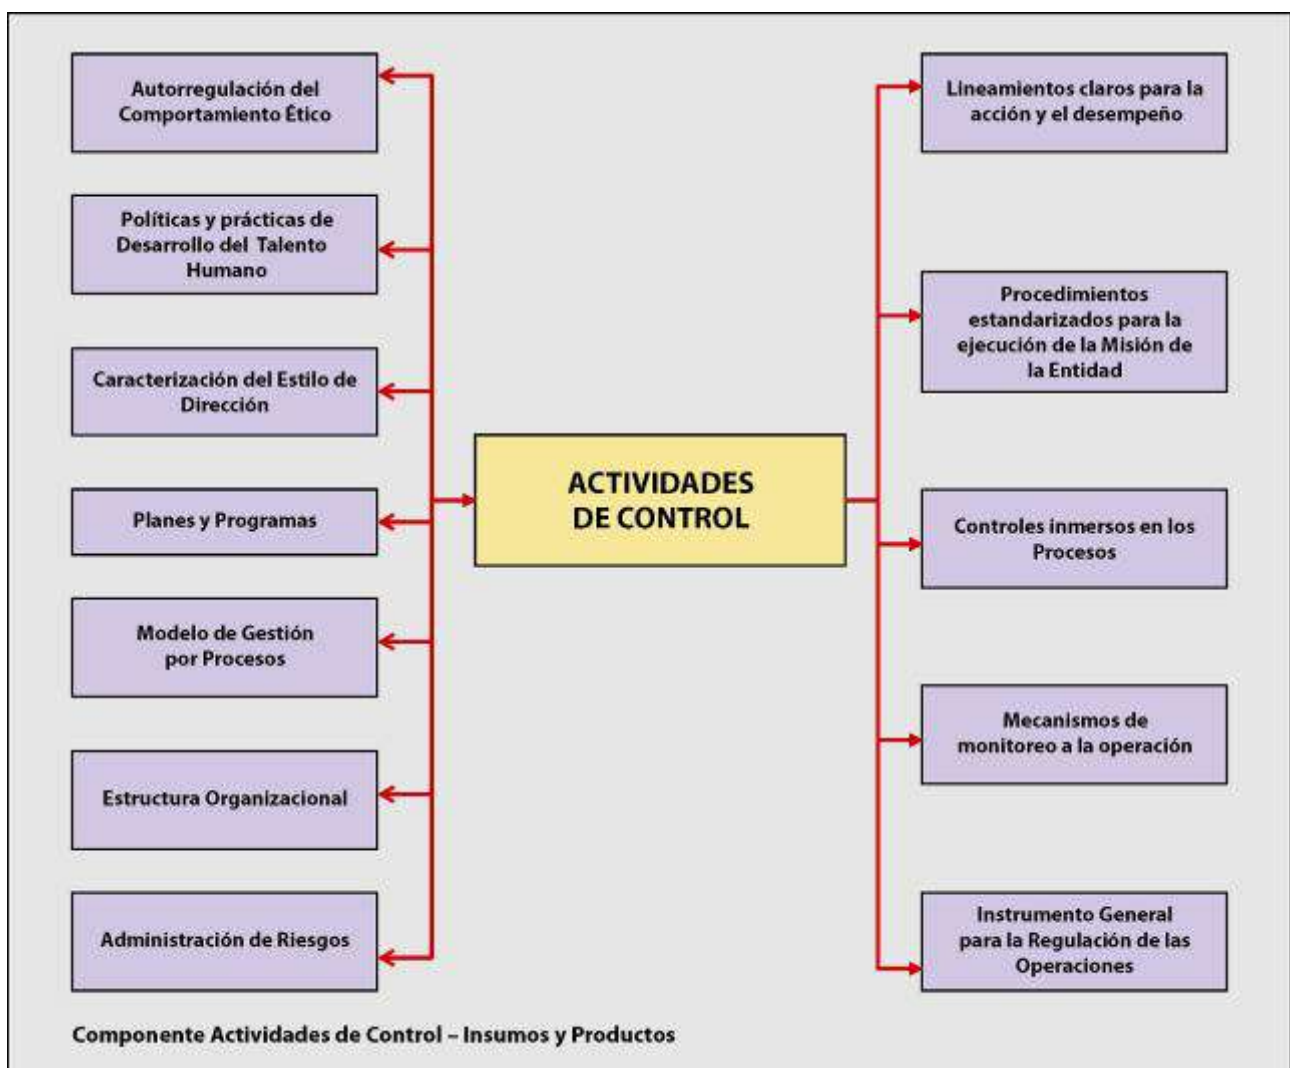 Autorregulación del
Comportamiento Ético
Políticas y prácticas de
Desarrollo del Talento
Humano
Caracterización del Estilo de
Dirección
Planes y Programas
Modelo de Gestión
por Procesos
Estructura Organizacional
Administración de Riesgos
ACTIVIDADES
DE CONTROL
Lineamientos claros para la
acción y el desempeño
Procedimientos
estandarizados para la
ejecución de la Misión de
la Entidad
Controles inmersos en los
Procesos
Mecanismos de
monitoreo a la operación
Instrumento General
para la Regulación de las
Operaciones
Componente Actividades de Control – Insumos y Productos